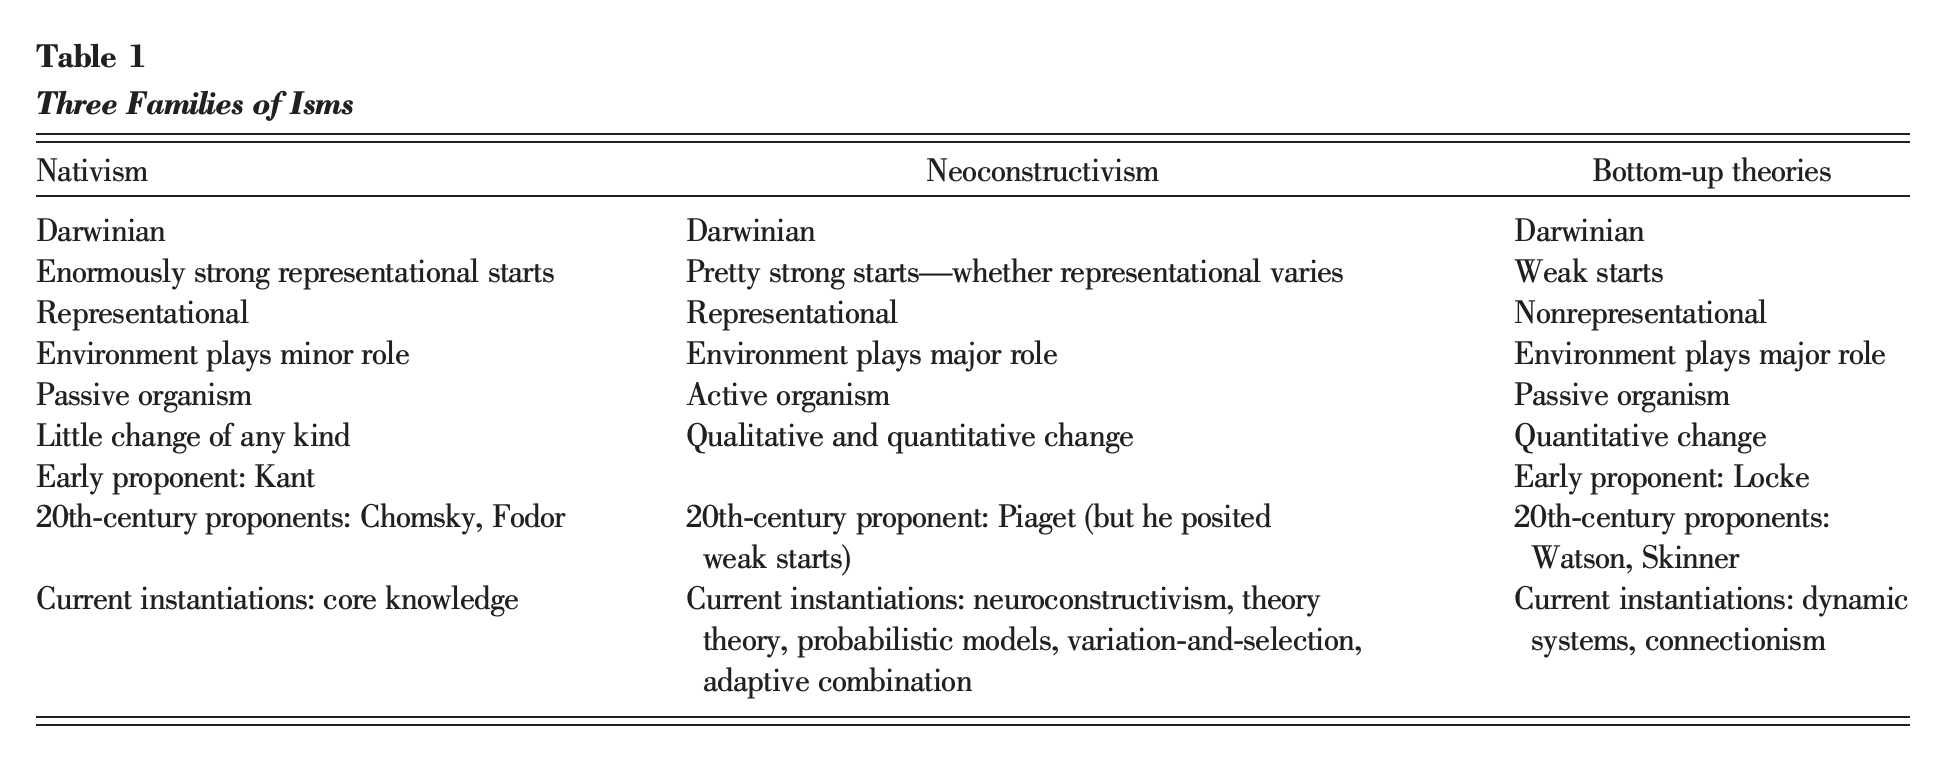 Table 1
Three Families of Isms
Nativism Neoconstructivism Bottom-up theories
Darwinian Darwinian Darwinian
Enormously strong representational starts Pretty strong starts—whether representational varies Weak starts
Representational Representational Nonrepresentational
Environment plays minor role Environment plays major role Environment plays major role
Passive organism Active organism Passive organism
Little change of any kind Qualitative and quantitative change Quantitative change
Early proponent: Kant Early proponent: Locke
20th-century proponents: Chomsky, Fodor 20th-century proponent: Piaget (but he posited 20th-century proponents:
weak starts) Watson, Skinner
Current instantiations: core knowledge Current instantiations: neuroconstructivism, theory Current instantiations: dynamic
theory, probabilistic models, variation-and-selection, systems, connectionism
adaptive combination